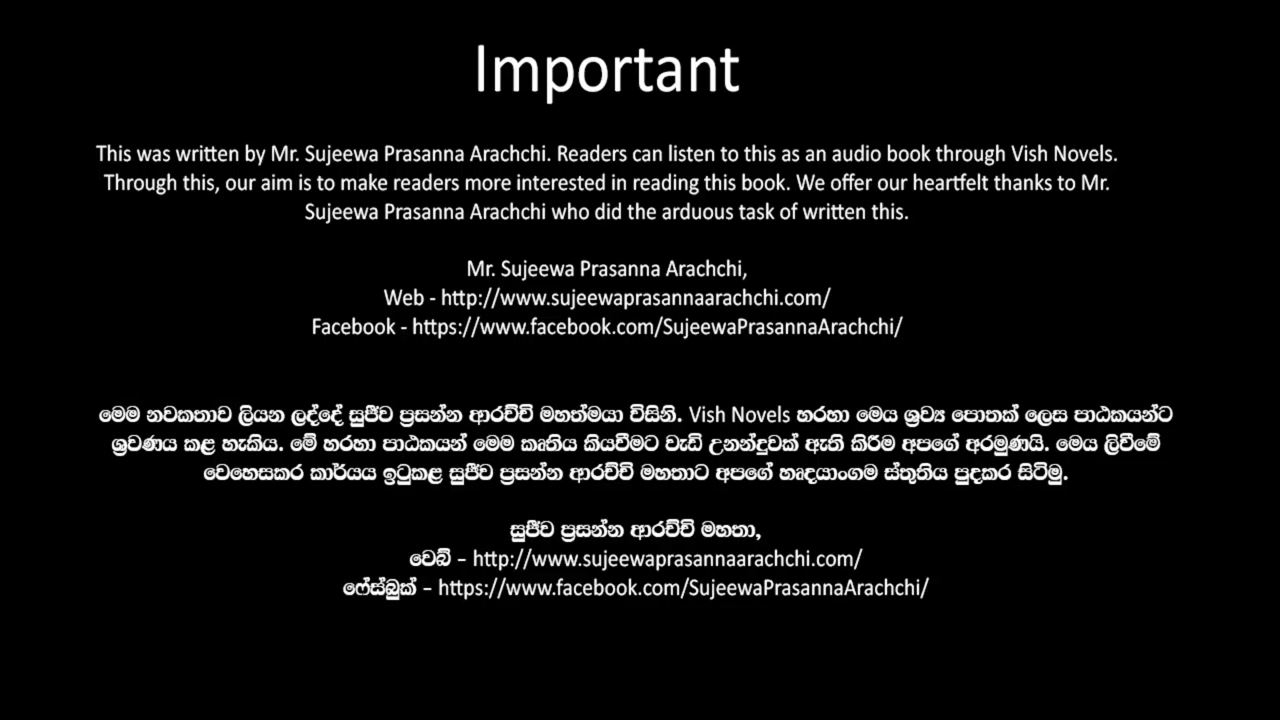 Important
This was written by Mr. Sujeewa Prasanna Arachchi. Readers can listen to this as an audio book through Vish Novels.
Through this, our aim is to make readers more interested in reading this book. We offer our heartfelt thanks to Mr.
Sujeewa Prasanna Arachchi who did the arduous task of written this.
Mr. Sujeewa Prasanna Arachchi,
Web - http://www.sujeewaprasannaarachchi.com/
Facebook - https://www.facebook.com/SujeewaPrasannaArachchi/
මෙම නවකතාව ලියන ලද්දේ සුජීව ප්‍රසන්න ආරච්චි මහත්මයා විසිනි. Vish Novels හරහා මෙය ශ්‍රව්‍ය පොතක් ලෙස පාඨකයන්ට
ශ්‍රවණය කළ හැකිය. මේ හරහා පාඨකයන් මෙම කෘතිය කියවීමට වැඩි උනන්දුවක් ඇති කිරීම අපගේ අරමුණයි. මෙය ලිවීමේ
වෙහෙසකර කාර්යය ඉටුකළ සුජීව ප්‍රසන්න ආරච්චි මහතාට අපගේ හෘදයාංගම ස්තුතිය පුදකර සිටිමු.
සුජීව ප්‍රසන්න ආරච්චි මහතා,
වෙබ් – http://www.sujeewaprasannaarachchi.com/
ෆේස්බුක් – https://www.facebook.com/SujeewaPrasannaArachchi/